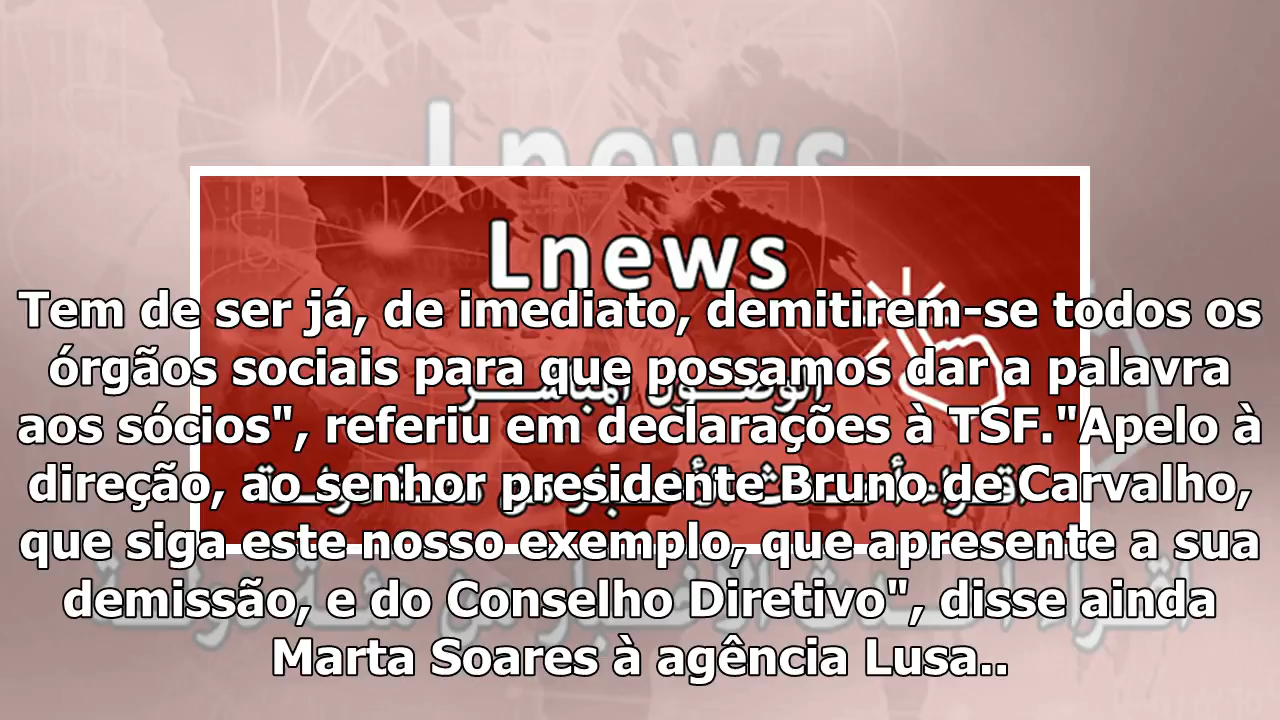 Lnews
Lnews
Tem de ser já, de imediato, demitirem-se todos os
órgãos sociais para que possamos dar a palavra
aos sócios", referiu em declarações à TSF."Apelo à
direção, ao senhor presidente Bruno de Carvalho,
que siga este nosso exemplo, que apresente a sua
demissão, e do Conselho Diretivo", disse ainda
Marta Soares à agência Lusa..